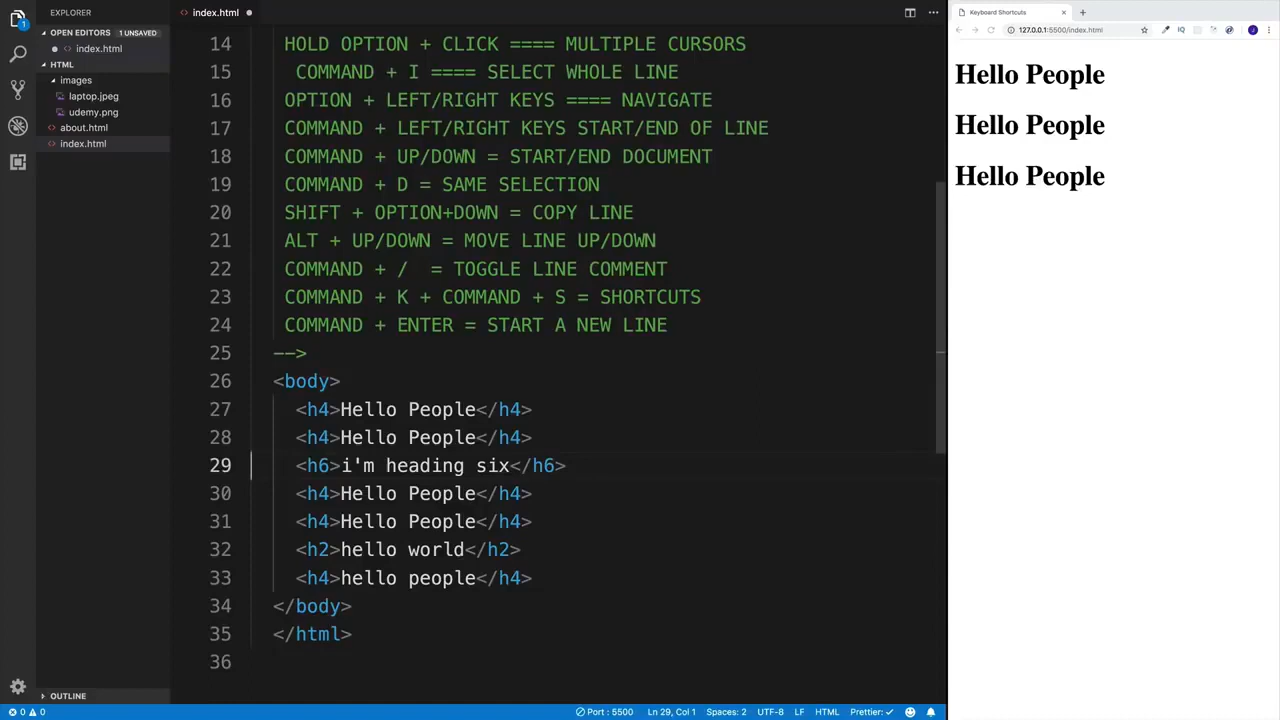 EXPLORER
OPEN EDITORS 1 UNSAVED
index.html
HTML
images
laptop.jpeg
udemy.png
about.html
index.html
OUTLINE
1
index.html
14 HOLD OPTION + CLICK ==== MULTIPLE CURSORS
15 COMMAND + I ==== SELECT WHOLE LINE
16 OPTION + LEFT/RIGHT KEYS ==== NAVIGATE
17 COMMAND + LEFT/RIGHT KEYS START/END OF LINE
18 COMMAND + UP/DOWN = START/END DOCUMENT
19 COMMAND + D = SAME SELECTION
20 SHIFT + OPTION+DOWN = COPY LINE
21 ALT + UP/DOWN = MOVE LINE UP/DOWN
22 COMMAND + /  = TOGGLE LINE COMMENT
23 COMMAND + K + COMMAND + S = SHORTCUTS
24 COMMAND + ENTER = START A NEW LINE
25 -->
26 <body>
27 <h4>Hello People</h4>
28 <h4>Hello People</h4>
29 <h6>i'm heading six</h6>
30 <h4>Hello People</h4>
31 <h4>Hello People</h4>
32 <h2>hello world</h2>
33 <h4>hello people</h4>
34 </body>
35 </html>
36
0 0 Port : 5500 Ln 29, Col 1 Spaces: 2 UTF-8 LF HTML Prettier: ✓
Keyboard Shortcuts
127.0.0.1:5500/index.html
IQ
J
Hello People
Hello People
Hello People